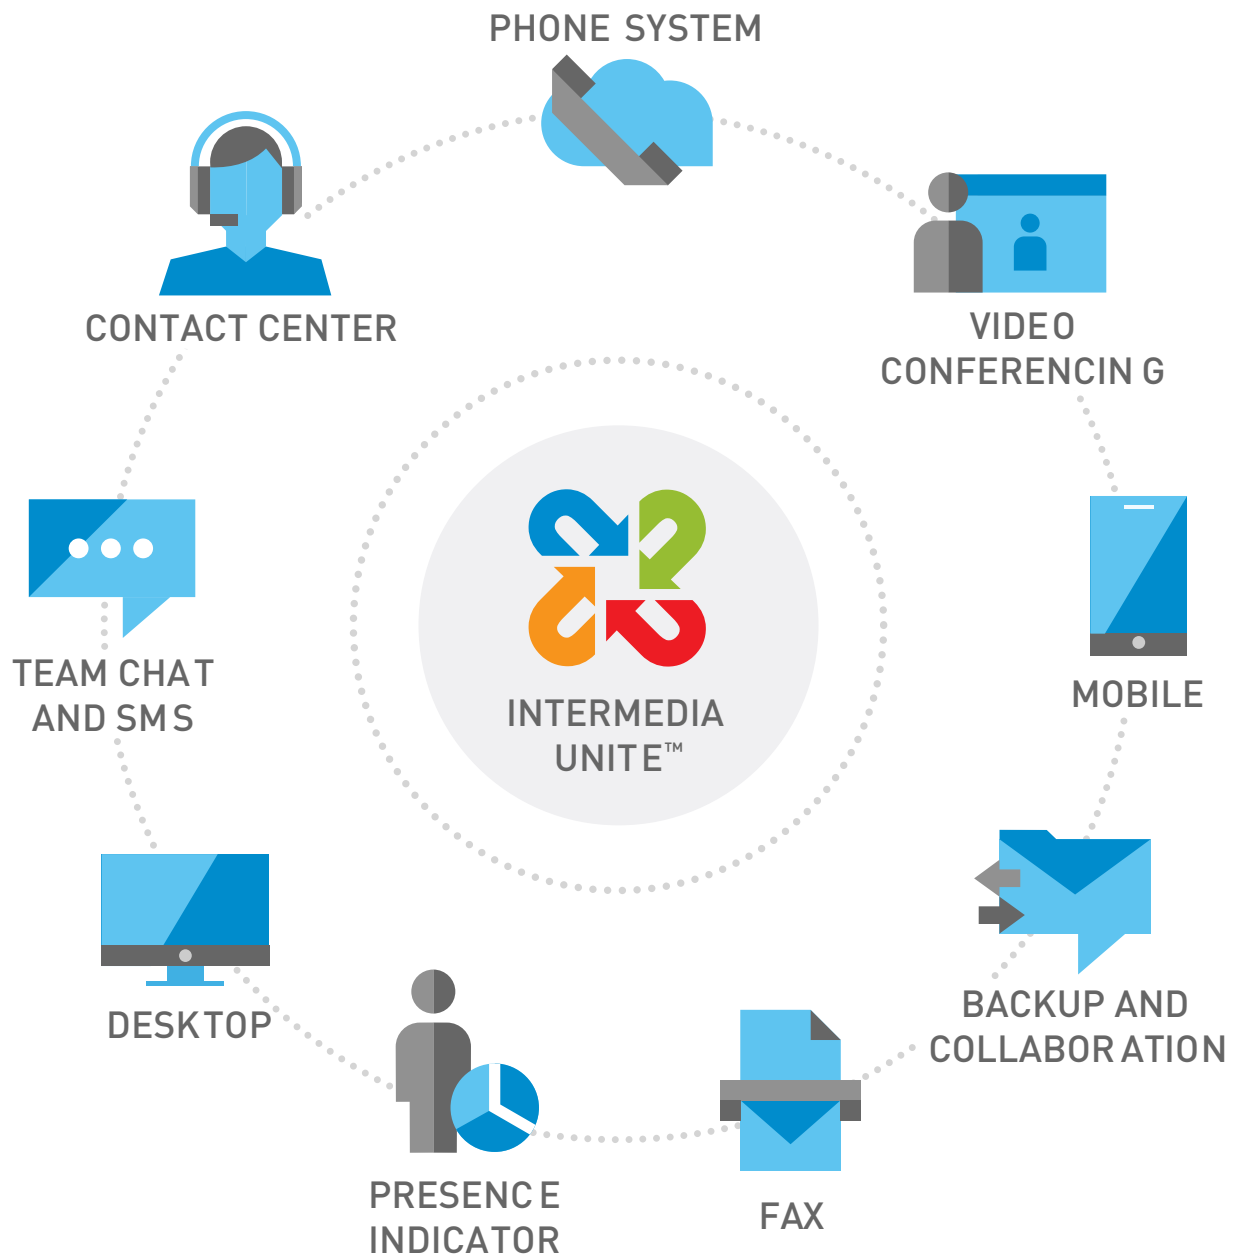 PHONE SYSTEM
CONTACT CENTER
VIDEO
CONFERENCING
TEAM CHAT
AND SMS
INTERMEDIA
UNITE™
MOBILE
DESKTOP
BACKUP AND
COLLABORATION
PRESENCE
INDICATOR
FAX